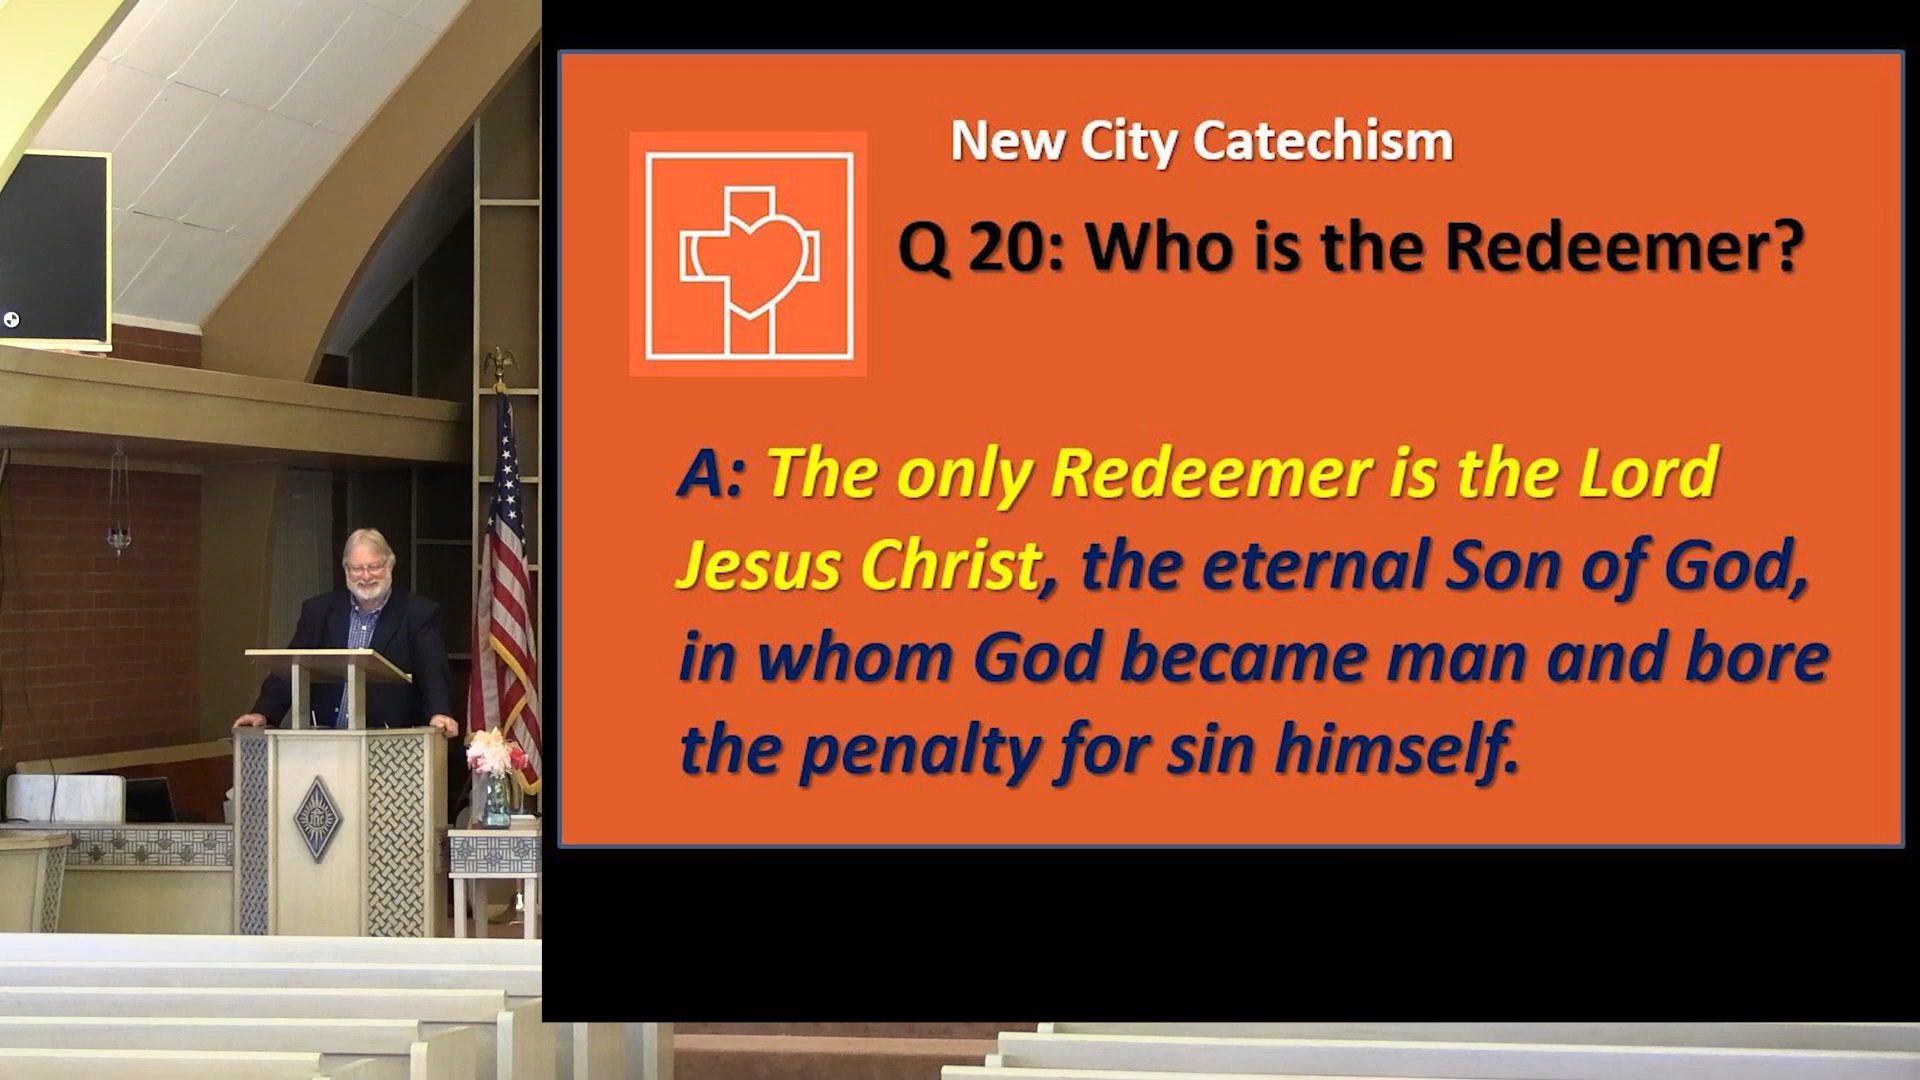 New City Catechism
Q 20: Who is the Redeemer?
A: The only Redeemer is the Lord
Jesus Christ, the eternal Son of God,
in whom God became man and bore
the penalty for sin himself.